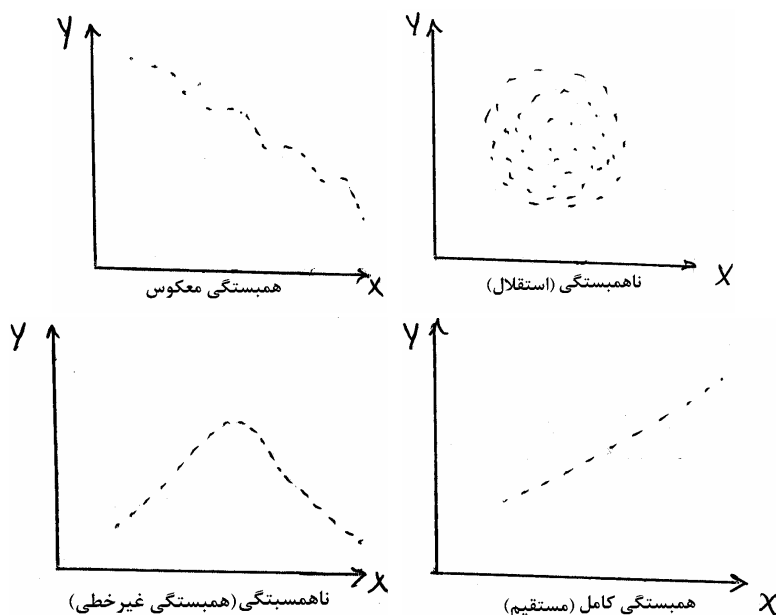 Y
Y
X
X
همبستگی معکوس
ناهمبستگی (استقلال)
Y
Y
X
X
ناهمسبتگی (همبستگی غیرخطی)
همبستگی کامل (مستقیم)